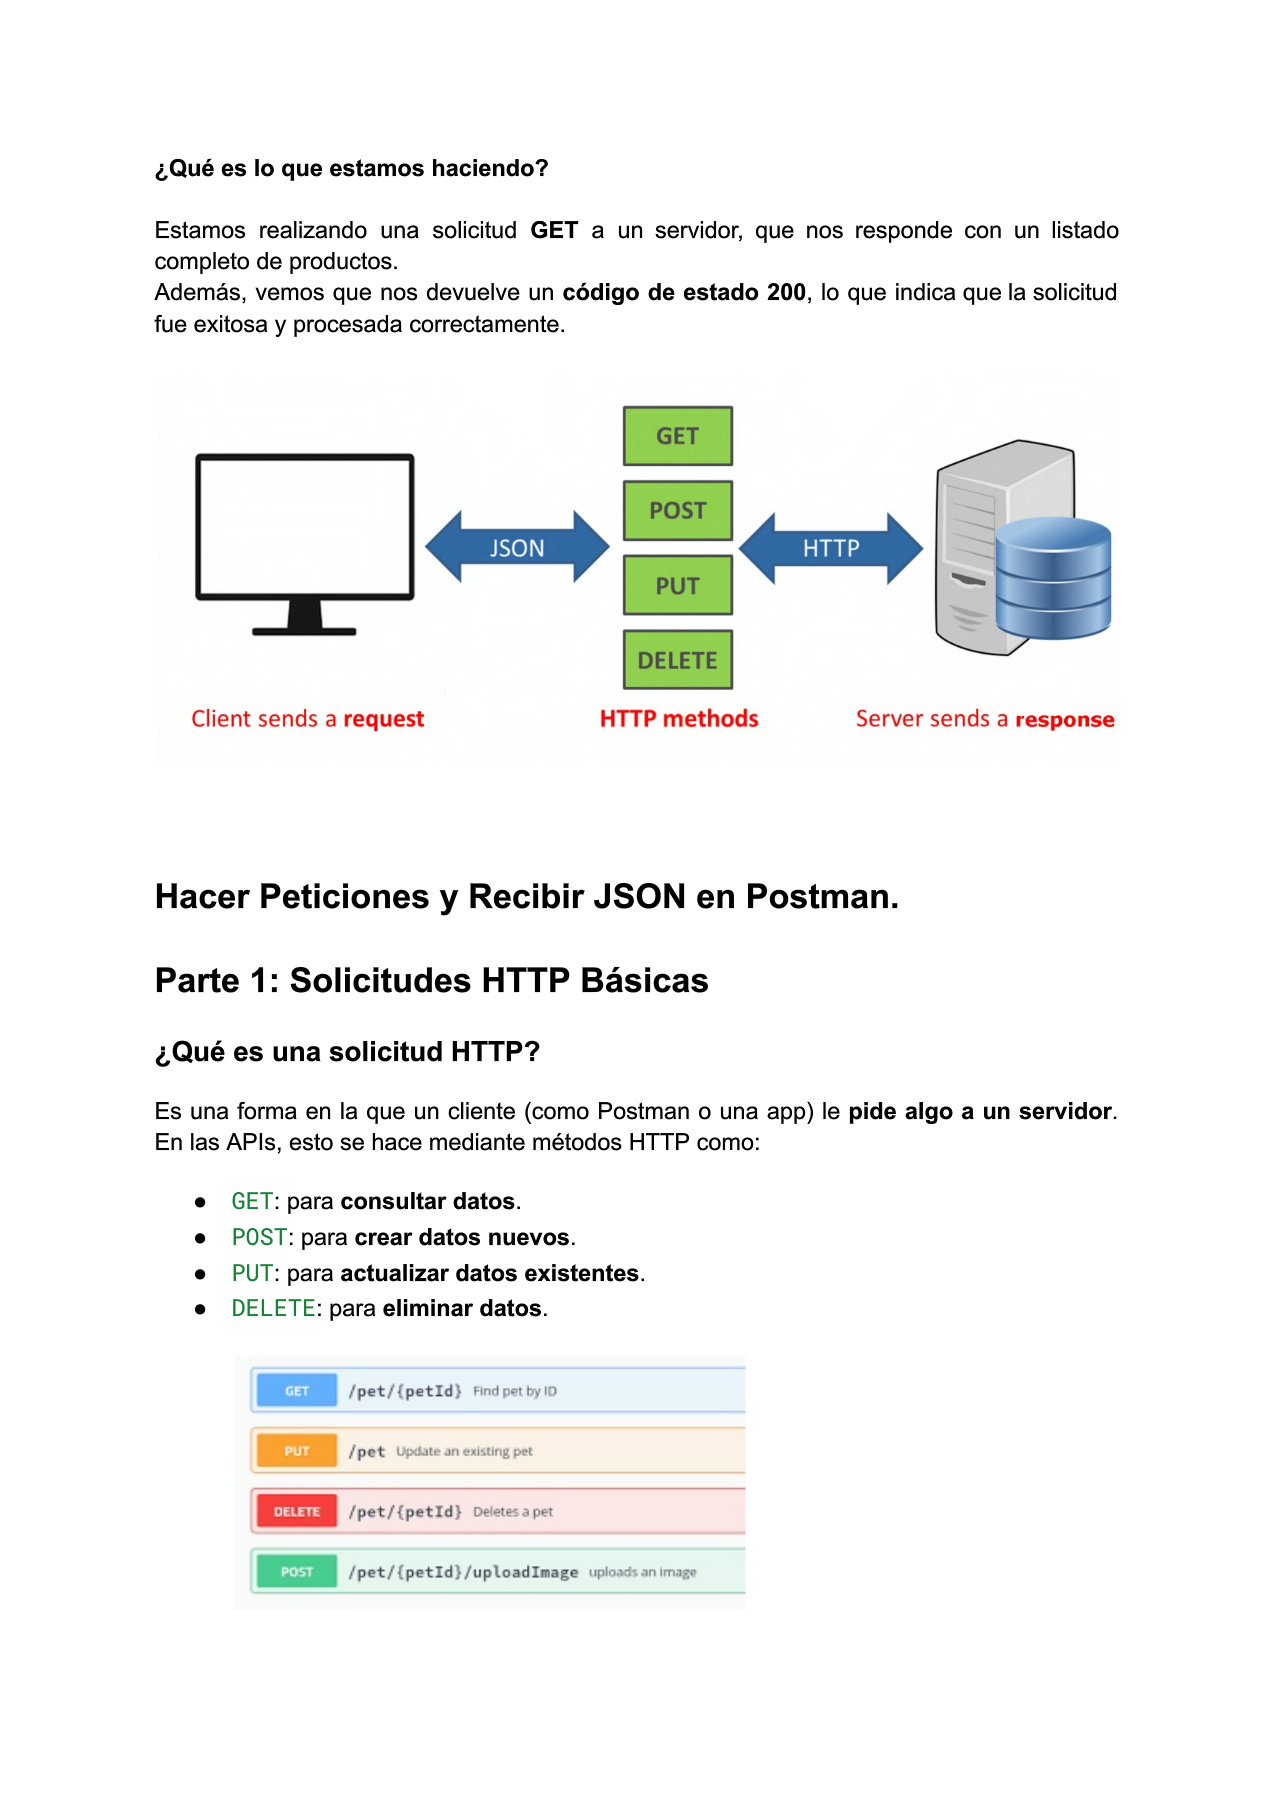 ¿Qué es lo que estamos haciendo?
Estamos realizando una solicitud GET a un servidor, que nos responde con un listado
completo de productos.
Además, vemos que nos devuelve un código de estado 200, lo que indica que la solicitud
fue exitosa y procesada correctamente.
GET
POST
JSON
HTTP
PUT
DELETE
Client sends a request
HTTP methods
Server sends a response
Hacer Peticiones y Recibir JSON en Postman.
Parte 1: Solicitudes HTTP Básicas
¿Qué es una solicitud HTTP?
Es una forma en la que un cliente (como Postman o una app) le pide algo a un servidor.
En las APIs, esto se hace mediante métodos HTTP como:
● GET: para consultar datos.
● POST: para crear datos nuevos.
● PUT: para actualizar datos existentes.
● DELETE: para eliminar datos.
GET /pet/{petId} Find pet by ID
PUT /pet Update an existing pet
DELETE /pet/{petId} Deletes a pet
POST /pet/{petId}/uploadImage uploads an image